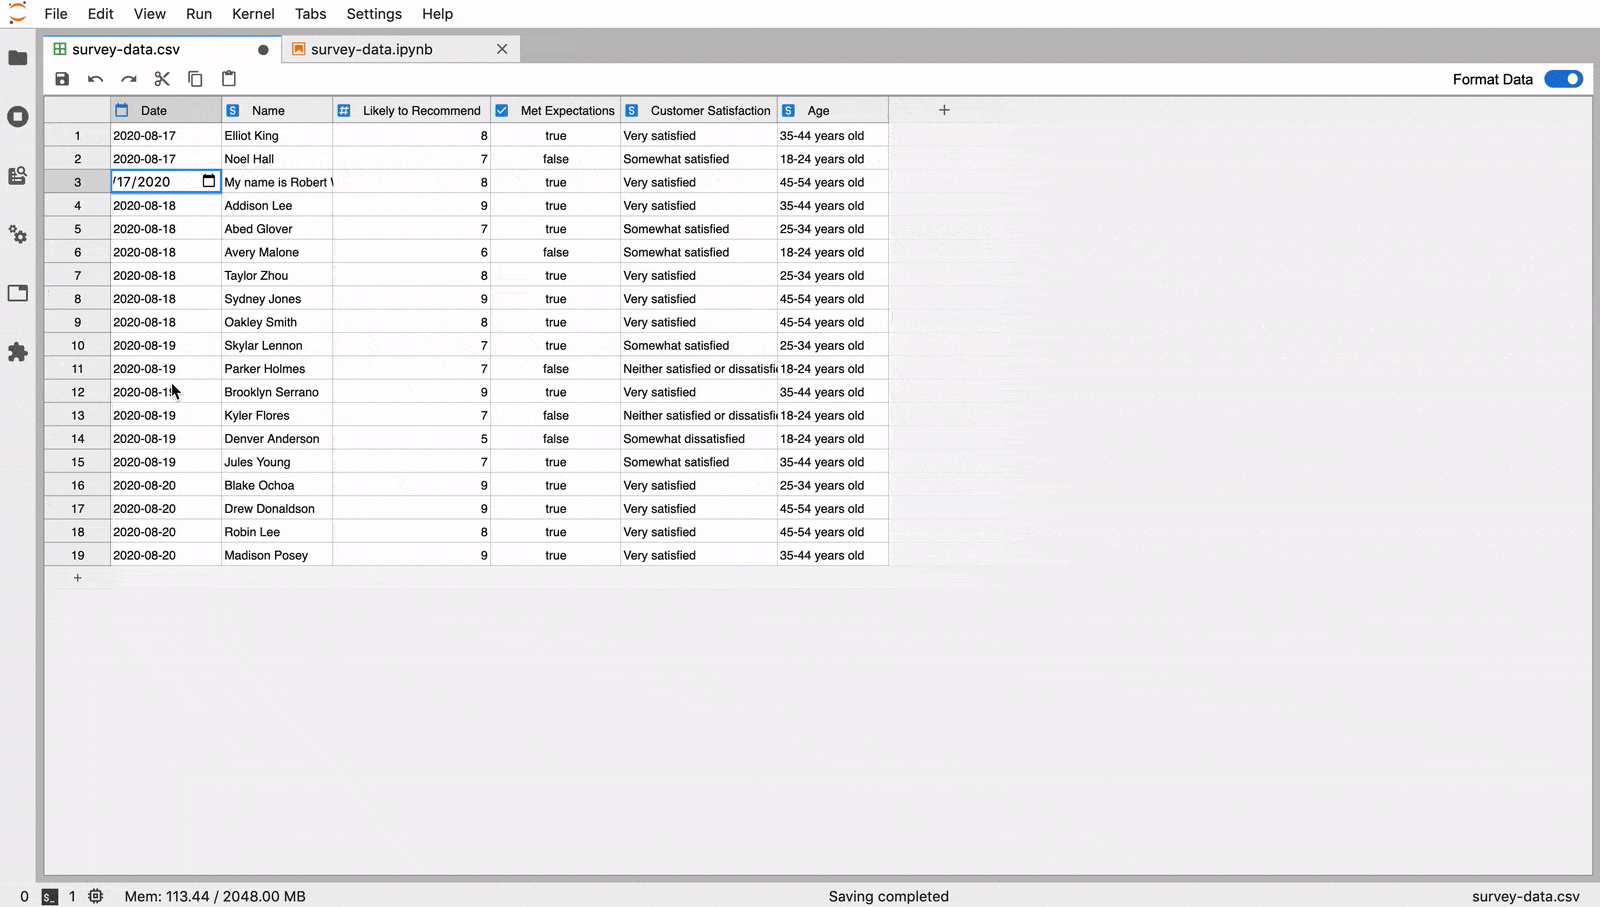 File Edit View Run Kernel Tabs Settings Help
survey-data.csv survey-data.ipynb
Format Data
Date Name Likely to Recommend Met Expectations Customer Satisfaction Age +
1 2020-08-17 Elliot King 8 true Very satisfied 35-44 years old
2 2020-08-17 Noel Hall 7 false Somewhat satisfied 18-24 years old
3 /17/2020 My name is Robert 8 true Very satisfied 45-54 years old
4 2020-08-18 Addison Lee 9 true Very satisfied 35-44 years old
5 2020-08-18 Abed Glover 7 true Somewhat satisfied 25-34 years old
6 2020-08-18 Avery Malone 6 false Somewhat satisfied 18-24 years old
7 2020-08-18 Taylor Zhou 8 true Very satisfied 25-34 years old
8 2020-08-18 Sydney Jones 9 true Very satisfied 45-54 years old
9 2020-08-18 Oakley Smith 8 true Very satisfied 45-54 years old
10 2020-08-19 Skylar Lennon 7 true Somewhat satisfied 25-34 years old
11 2020-08-19 Parker Holmes 7 false Neither satisfied or dissatisfi 18-24 years old
12 2020-08-19 Brooklyn Serrano 9 true Very satisfied 35-44 years old
13 2020-08-19 Kyler Flores 7 false Neither satisfied or dissatisfi 18-24 years old
14 2020-08-19 Denver Anderson 5 false Somewhat dissatisfied 18-24 years old
15 2020-08-19 Jules Young 7 true Somewhat satisfied 35-44 years old
16 2020-08-20 Blake Ochoa 9 true Very satisfied 25-34 years old
17 2020-08-20 Drew Donaldson 9 true Very satisfied 45-54 years old
18 2020-08-20 Robin Lee 8 true Very satisfied 45-54 years old
19 2020-08-20 Madison Posey 9 true Very satisfied 35-44 years old
+
0 1 Mem: 113.44 / 2048.00 MB Saving completed survey-data.csv